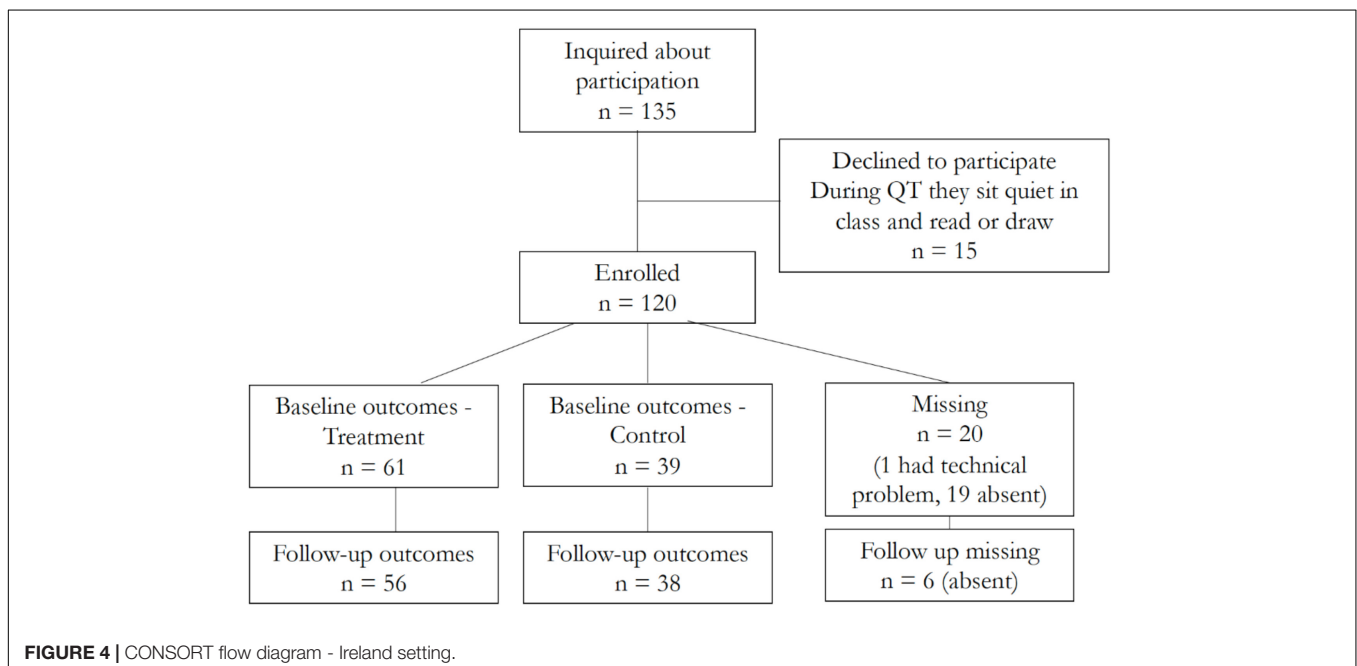 Inquired about
participation
n = 135
Declined to participate
During QT they sit quiet in
class and read or draw
n = 15
Enrolled
n = 120
Baseline outcomes -
Treatment
n = 61
Baseline outcomes -
Control
n = 39
Missing
n = 20
(1 had technical
problem, 19 absent)
Follow-up outcomes
n = 56
Follow-up outcomes
n = 38
Follow up missing
n = 6 (absent)
FIGURE 4 | CONSORT flow diagram - Ireland setting.